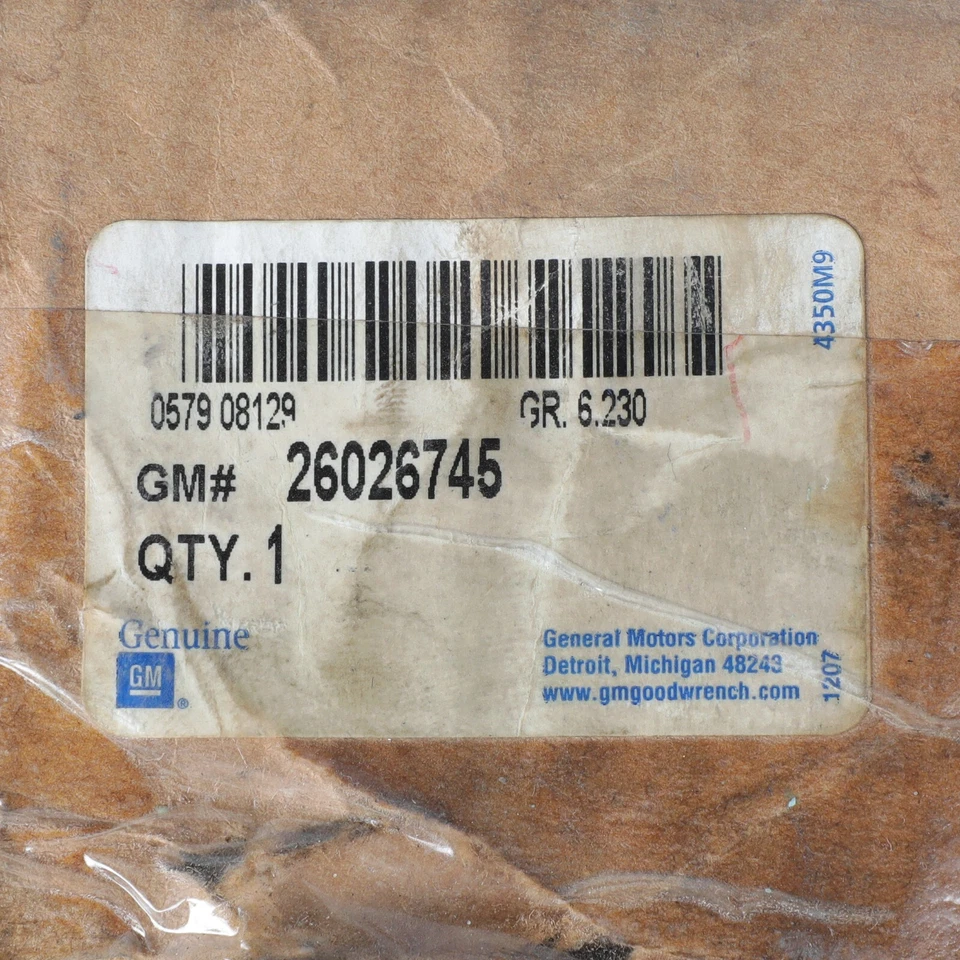 4350M9
0579 08129
GR. 6.230
GM# 26026745
QTY. 1
Genuine
GM
®
General Motors Corporation
Detroit, Michigan 48243
www.gmgoodwrench.com
1207